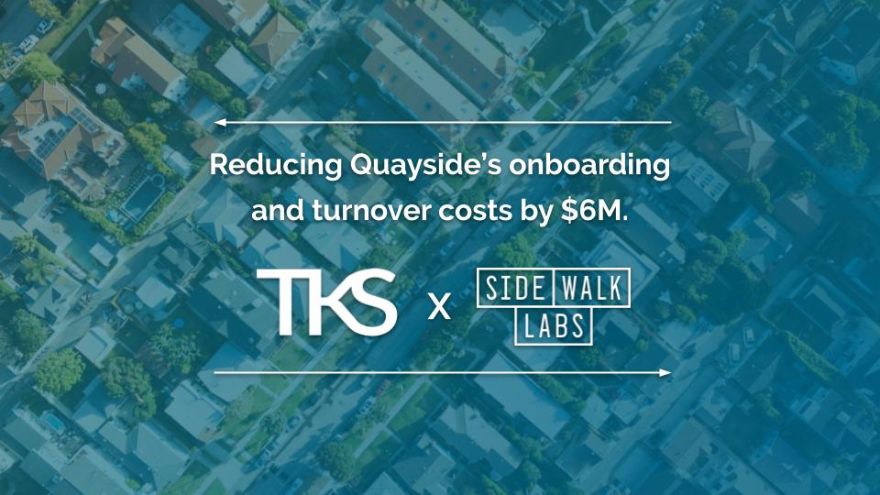 Reducing Quayside’s onboarding
and turnover costs by $6M.
TKS x SIDE WALK
LABS